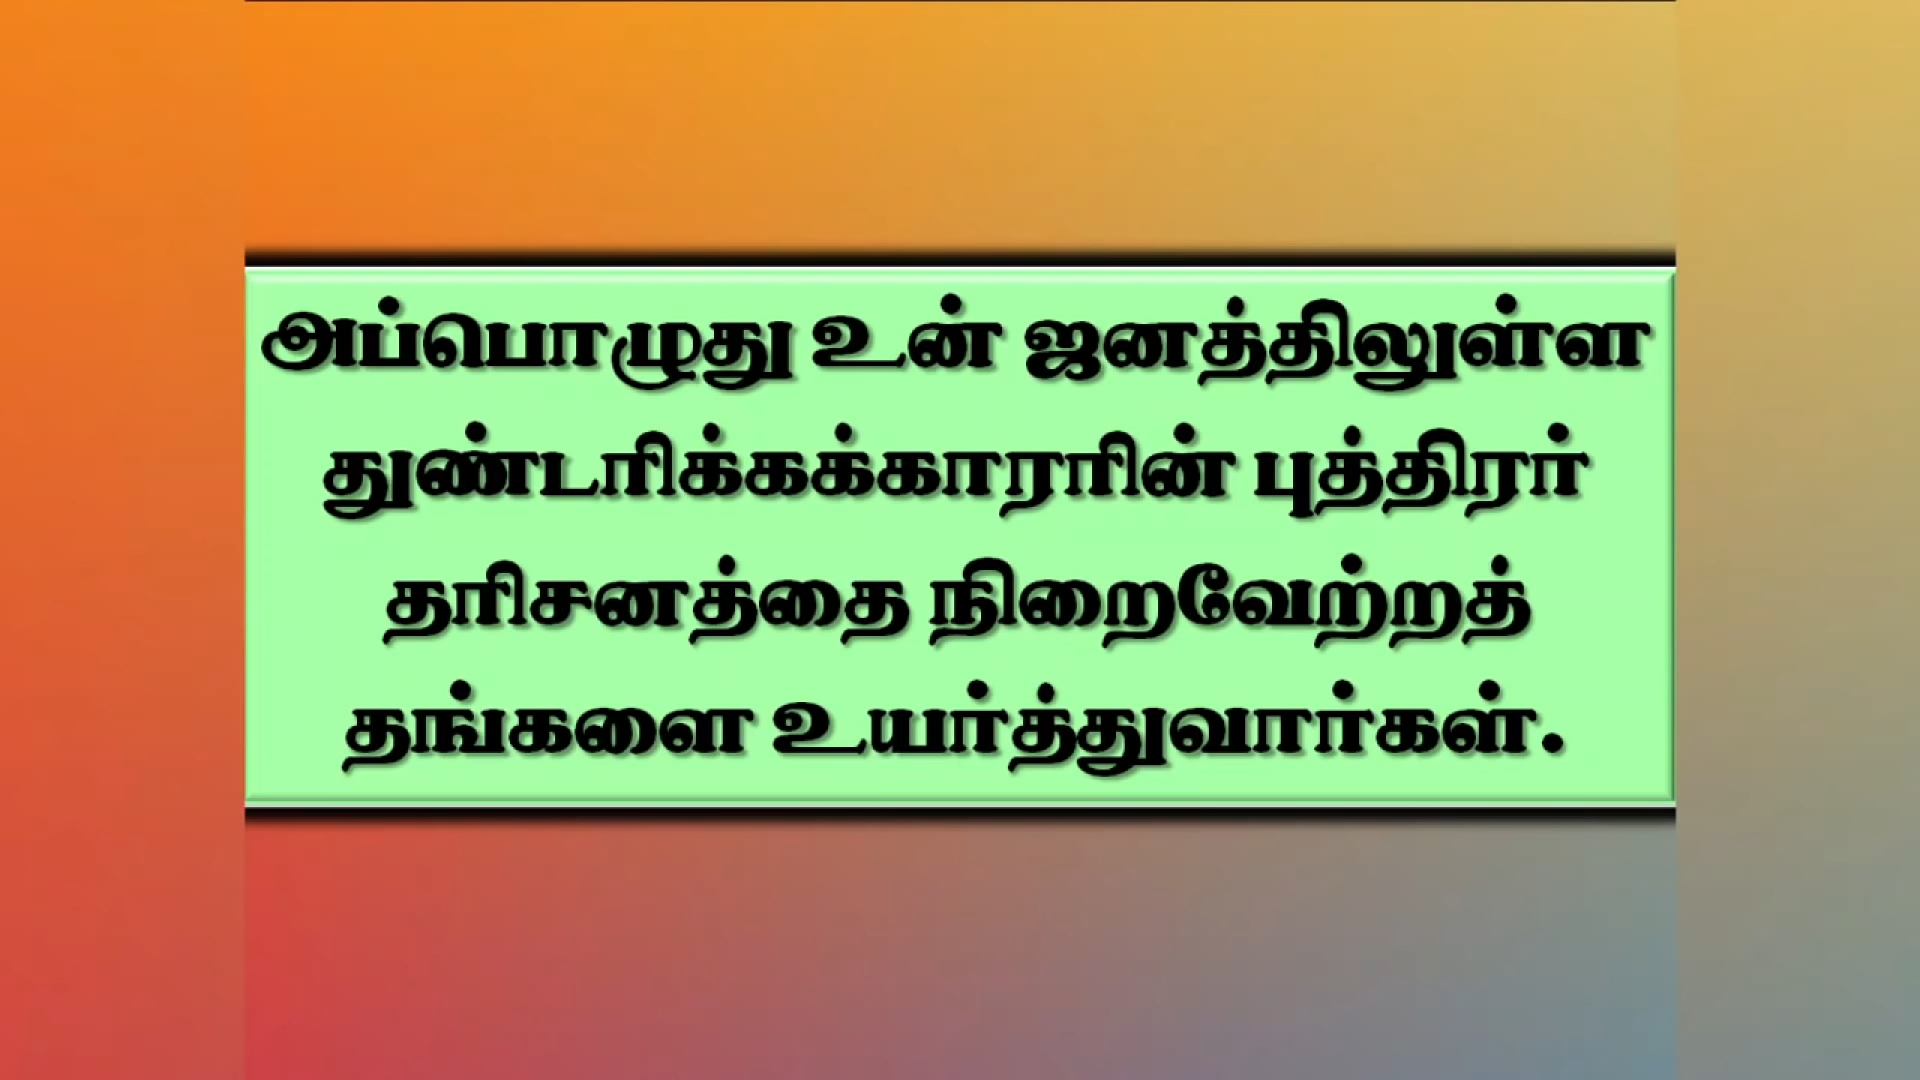 அப்பொழுது உன் ஜனத்திலுள்ள
துண்டரிக்கக்காரரின் புத்திரர்
தரிசனத்தை நிறைவேற்றத்
தங்களை உயர்த்துவார்கள்.